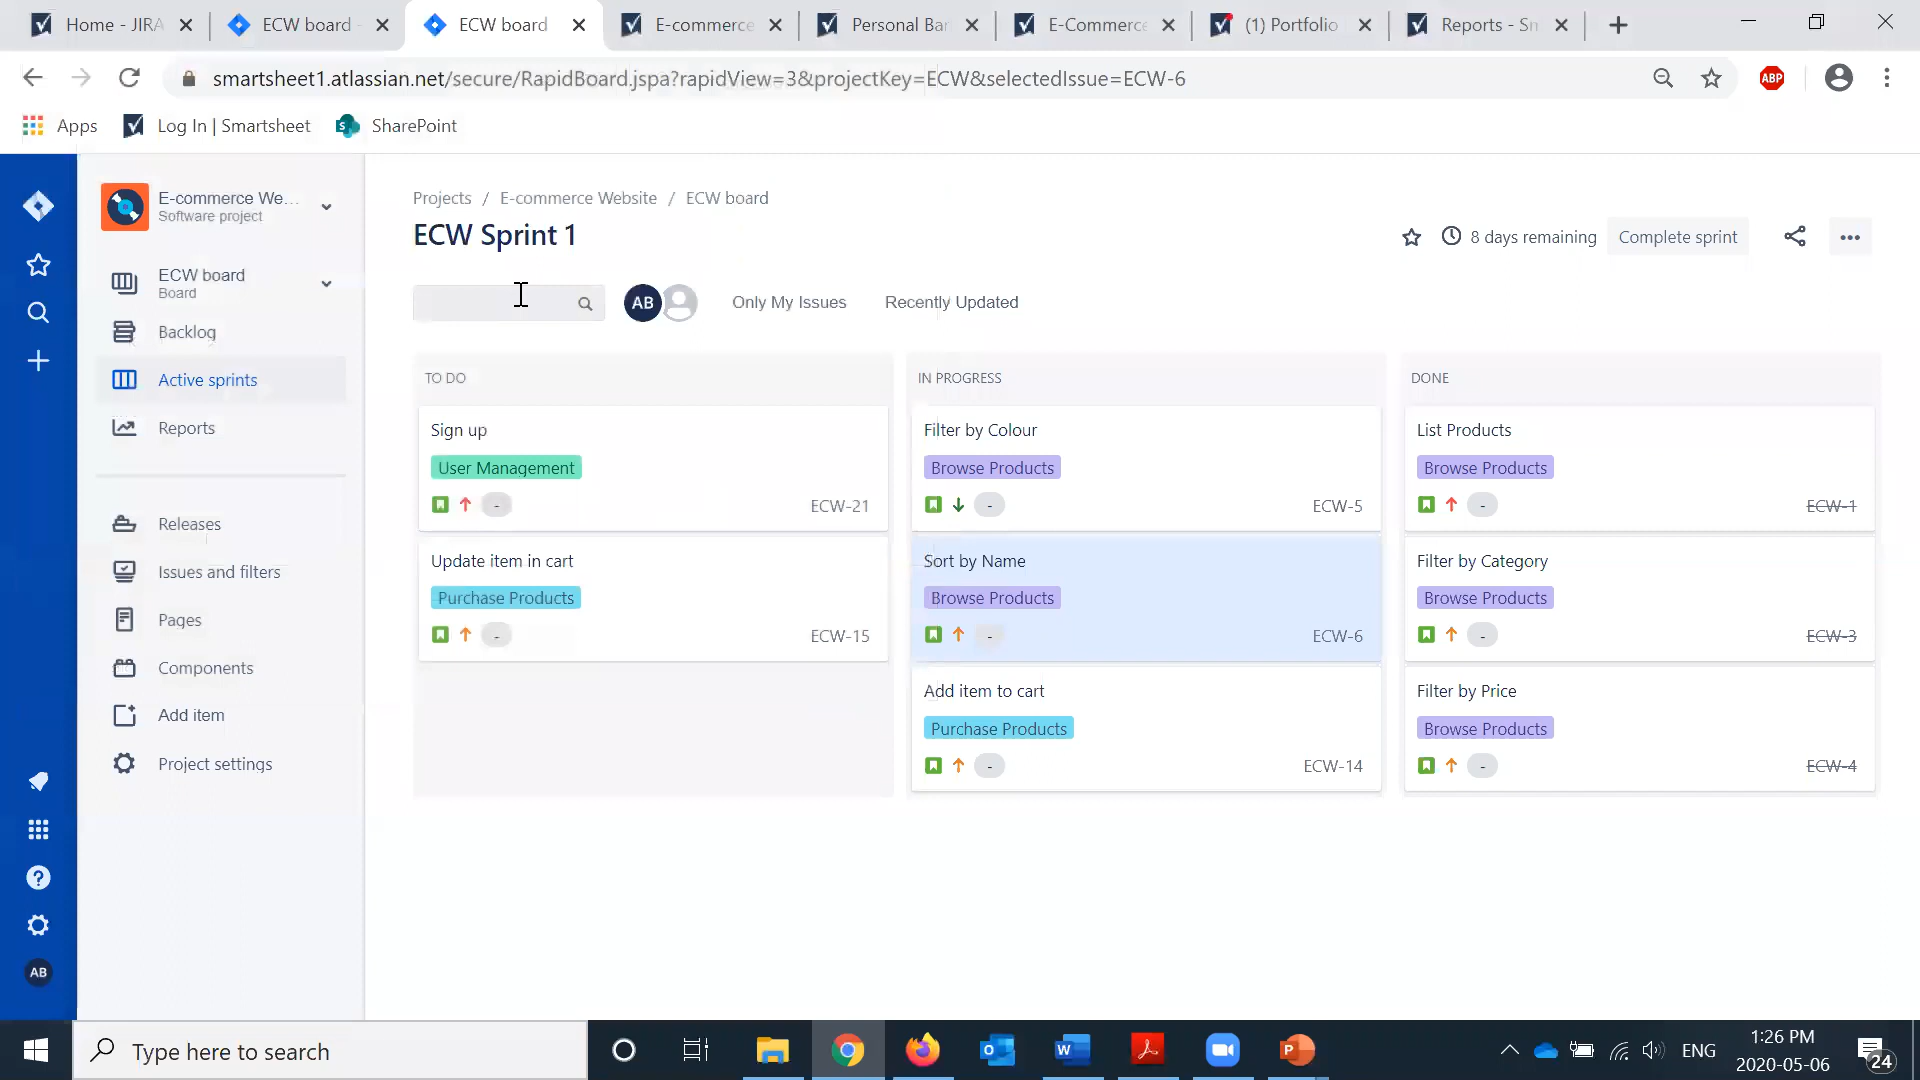 Home - JIRA
ECW board -
ECW board
E-commerce
Personal Ba
E-Commerce
(1) Portfolio
Reports - Sm
smartsheet1.atlassian.net/secure/RapidBoard.jspa?rapidView=3&projectKey=ECW&selectedIssue=ECW-6
ABP
Apps
Log In | Smartsheet
SharePoint
E-commerce We...
Software project
ECW board
Board
Backlog
Active sprints
Reports
Releases
Issues and filters
Pages
Components
Add item
Project settings
AB
Projects / E-commerce Website / ECW board
ECW Sprint 1
8 days remaining
Complete sprint
AB
Only My Issues
Recently Updated
TO DO
Sign up
User Management
-
ECW-21
Update item in cart
Purchase Products
-
ECW-15
IN PROGRESS
Filter by Colour
Browse Products
-
ECW-5
Sort by Name
Browse Products
-
ECW-6
Add item to cart
Purchase Products
-
ECW-14
DONE
List Products
Browse Products
-
ECW-1
Filter by Category
Browse Products
-
ECW-3
Filter by Price
Browse Products
-
ECW-4
Type here to search
ENG
1:26 PM
2020-05-06
24